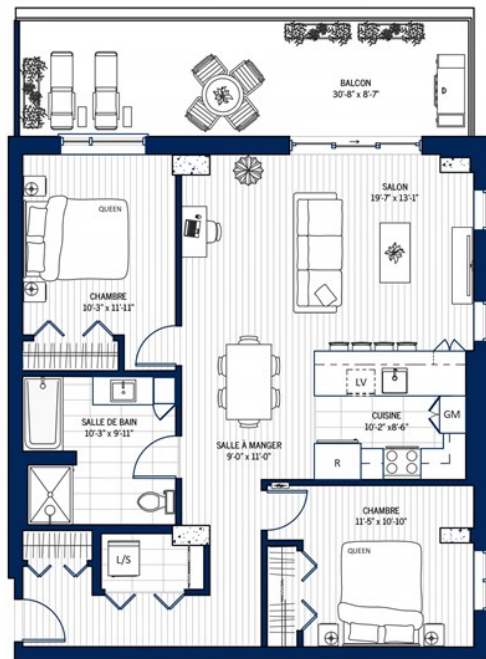 BALCON
30'-8" x 8'-7"
SALON
19'-7" x 13'-1"
QUEEN
CHAMBRE
10'-3" x 11'-11"
LV
SALLE DE BAIN
10'-3" x 9'-11"
CUISINE
10'-2" x8'-6"
GM
SALLE À MANGER
9'-0" x 11'-0"
R
CHAMBRE
11'-5" x 10'-10"
QUEEN
L/S